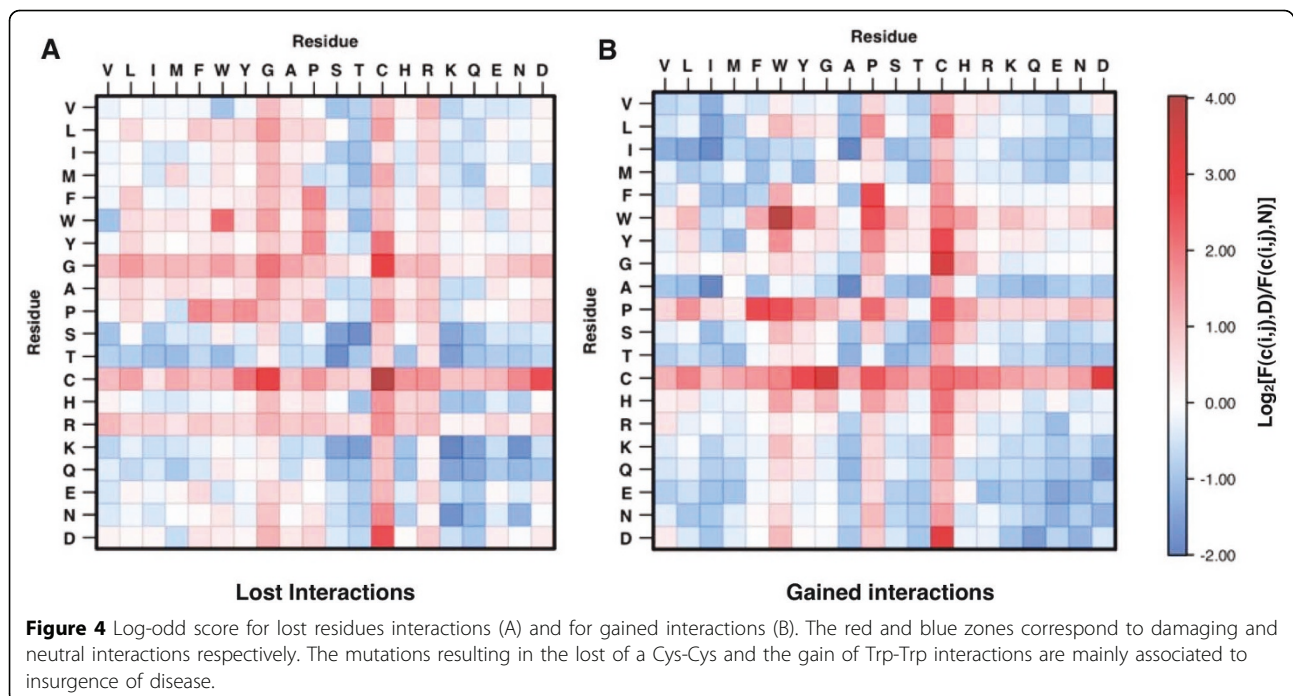 A
Residue
V L I M F W Y G A P S T C H R K Q E N D
Residue
V
L
I
M
F
W
Y
G
A
P
S
T
C
H
R
K
Q
E
N
D
Lost Interactions
B
Residue
V L I M F W Y G A P S T C H R K Q E N D
Residue
V
L
I
M
F
W
Y
G
A
P
S
T
C
H
R
K
Q
E
N
D
Gained interactions
4.00
3.00
2.00
1.00
0.00
-1.00
-2.00
Log₂[F(c(i,j),D)/F(c(i,j),N)]
Figure 4 Log-odd score for lost residues interactions (A) and for gained interactions (B). The red and blue zones correspond to damaging and
neutral interactions respectively. The mutations resulting in the lost of a Cys-Cys and the gain of Trp-Trp interactions are mainly associated to
insurgence of disease.